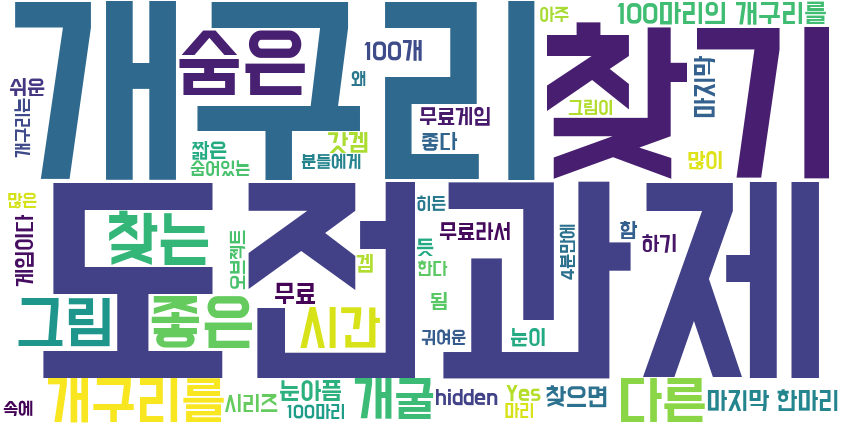 아주 100마리의 개구리를
개구리 찾기
숨은 100개
왜
쉬운
개구리는
무료게임
그림이
마지막
갓겜 좋다
짧은
숨어있는
분들에게
많이
많은
도전과제
히든
찾는
게임이다
오브젝트
무료라서
함
하기
듯
4분만에
겜
한다
무료
됨
그림 좋은 시간
귀여운
눈이
개구리를
시리즈
눈아픔
100마리
개굴
hidden
Yes
마리
찾으면
다른
마지막 한마리
속에